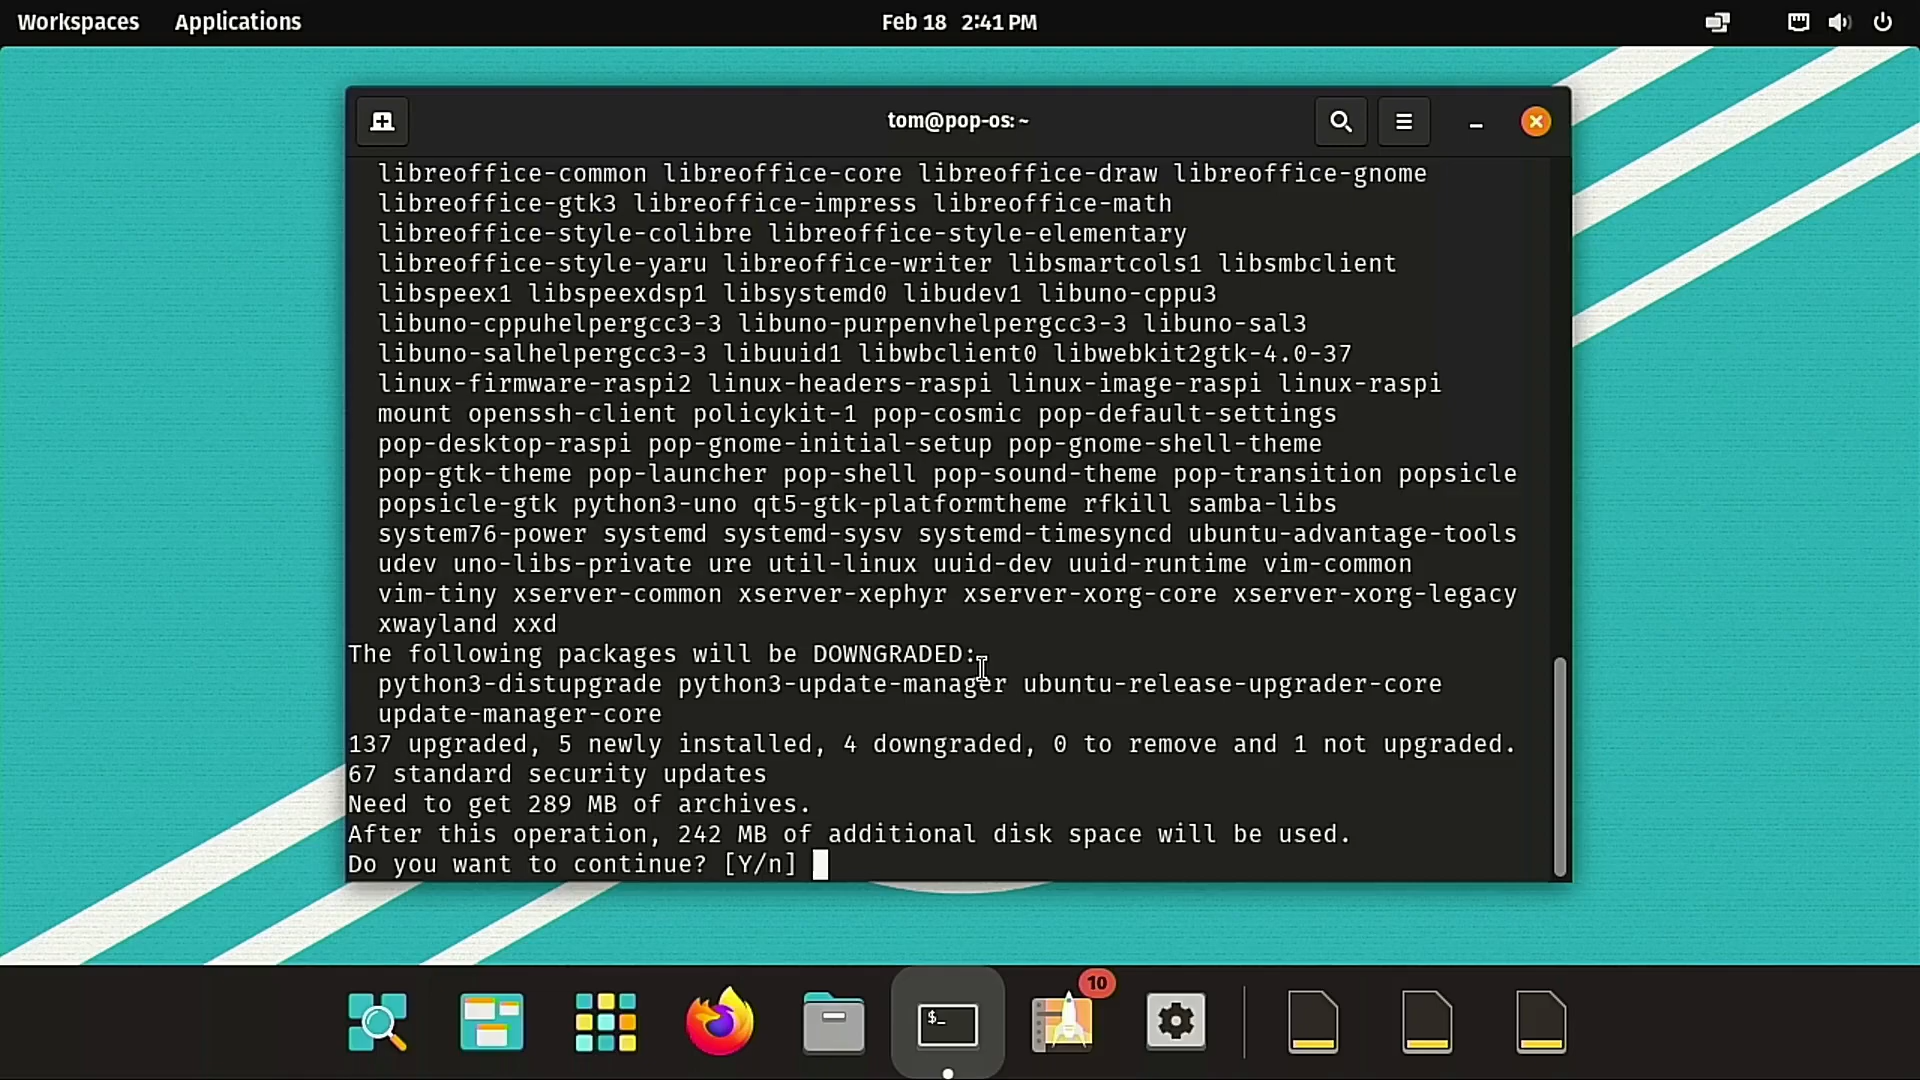 Workspaces Applications Feb 18 2:41 PM
tom@pop-os: ~
libreoffice-common libreoffice-core libreoffice-draw libreoffice-gnome
libreoffice-gtk3 libreoffice-impress libreoffice-math
libreoffice-style-colibre libreoffice-style-elementary
libreoffice-style-yaru libreoffice-writer libsmartcols1 libsmbclient
libspeex1 libspeexdsp1 libsystemd0 libudev1 libuno-cppu3
libuno-cppuhelpergcc3-3 libuno-purpenvhelpergcc3-3 libuno-sal3
libuno-salhelpergcc3-3 libuuid1 libwbclient0 libwebkit2gtk-4.0-37
linux-firmware-raspi2 linux-headers-raspi linux-image-raspi linux-raspi
mount openssh-client policykit-1 pop-cosmic pop-default-settings
pop-desktop-raspi pop-gnome-initial-setup pop-gnome-shell-theme
pop-gtk-theme pop-launcher pop-shell pop-sound-theme pop-transition popsicle
popsicle-gtk python3-uno qt5-gtk-platformtheme rfkill samba-libs
system76-power systemd systemd-sysv systemd-timesyncd ubuntu-advantage-tools
udev uno-libs-private ure util-linux uuid-dev uuid-runtime vim-common
vim-tiny xserver-common xserver-xephyr xserver-xorg-core xserver-xorg-legacy
xwayland xxd
The following packages will be DOWNGRADED:
python3-distupgrade python3-update-manager ubuntu-release-upgrader-core
update-manager-core
137 upgraded, 5 newly installed, 4 downgraded, 0 to remove and 1 not upgraded.
67 standard security updates
Need to get 289 MB of archives.
After this operation, 242 MB of additional disk space will be used.
Do you want to continue? [Y/n]
$_
10